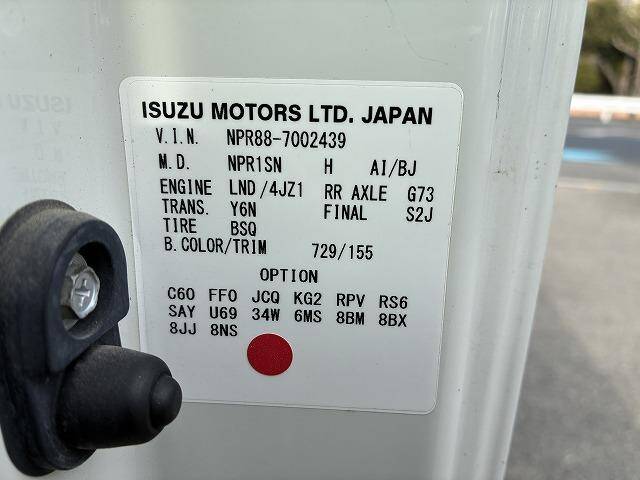 ISUZU MOTORS LTD. JAPAN
V.I.N. NPR88-7002439
M.D. NPR1SN H AI/BJ
ENGINE LND/4JZ1 RR AXLE G73
TRANS. Y6N FINAL S2J
TIRE BSQ
B.COLOR/TRIM 729/155
OPTION
C60 FF0 JCQ KG2 RPV RS6
SAY U69 34W 6MS 8BM 8BX
8JJ 8NS